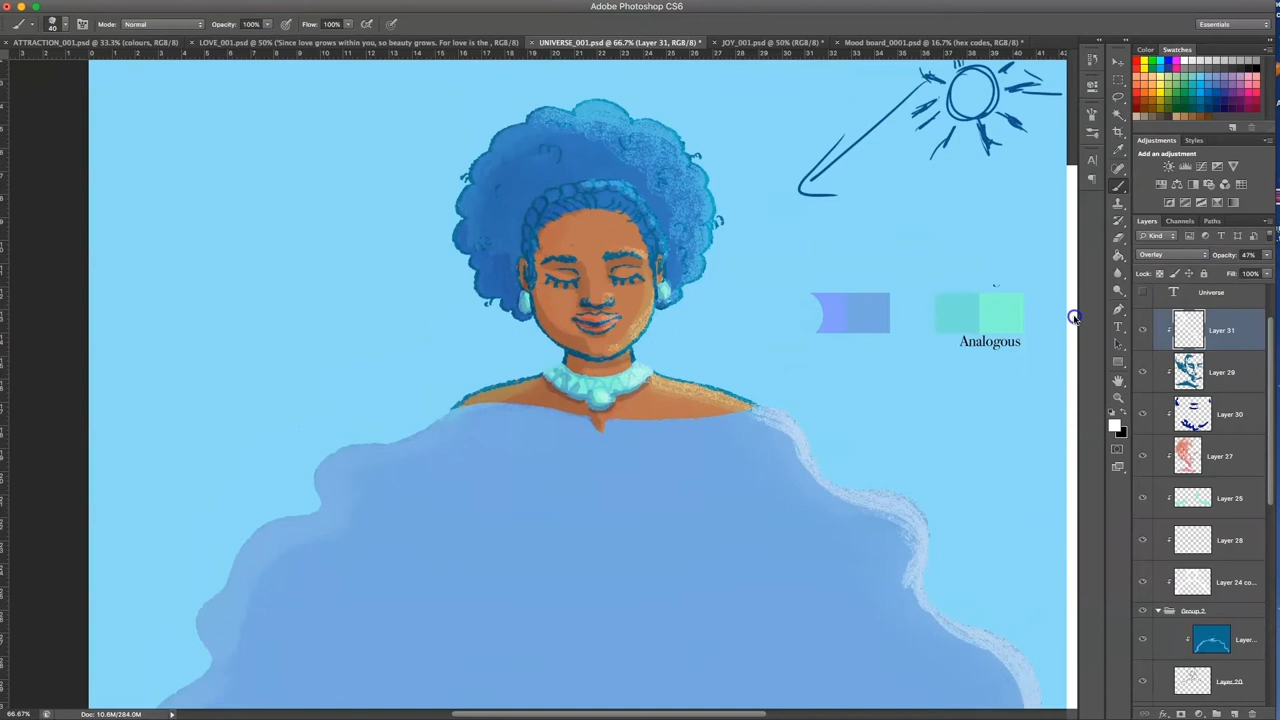 Adobe Photoshop CS6
40 Mode: Normal Opacity: 100% Flow: 100% Essentials
ATTRACTION_001.psd @ 33.3% (colours, RGB/8)
LOVE_001.psd @ 50% ("Since love grows within you, so beauty grows. For love is the , RGB/8)
UNIVERSE_001.psd @ 66.7% (Layer 31, RGB/8) *
JOY_001.psd @ 50% (RGB/8) *
Mood board_0001.psd @ 16.7% (hex codes, RGB/8) *
Color Swatches
Adjustments Styles
Add an adjustment
Layers Channels Paths
Kind
Overlay Opacity: 47%
Lock: Fill: 100%
Universe
Layer 31
Layer 29
Layer 30
Layer 27
Layer 25
Layer 28
Layer 24 co...
Group 2
Layer...
Layer 20
Analogous
66.67% Doc: 10.6M/284.0M